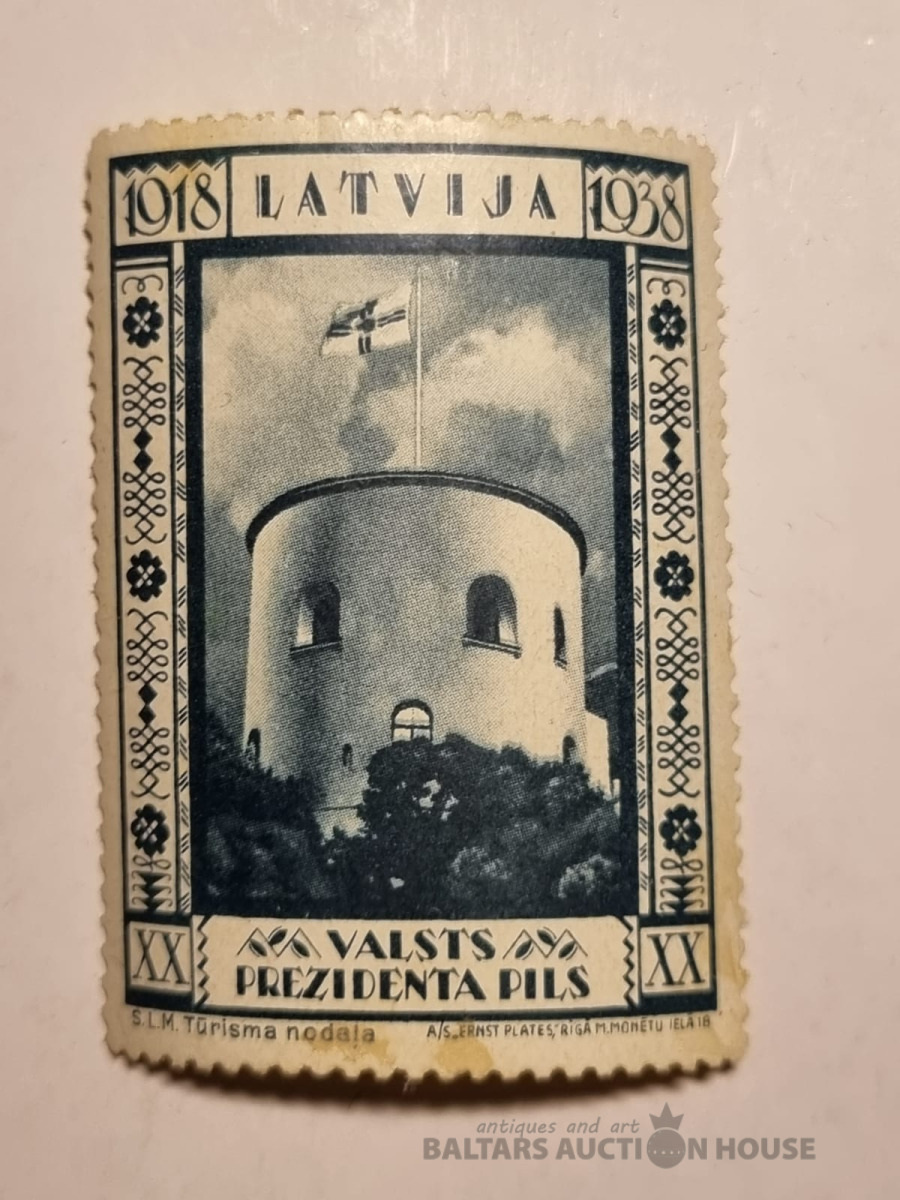 1918 LATVIJA 1938
XX VALSTS XX
PREZIDENTA PILS
S.L.M. Tūrisma nodaļa A/S. „ERNST PLATES," RĪGĀ M. MONĒTU IELĀ 18
antiques and art
BALTARS AUCTION HOUSE